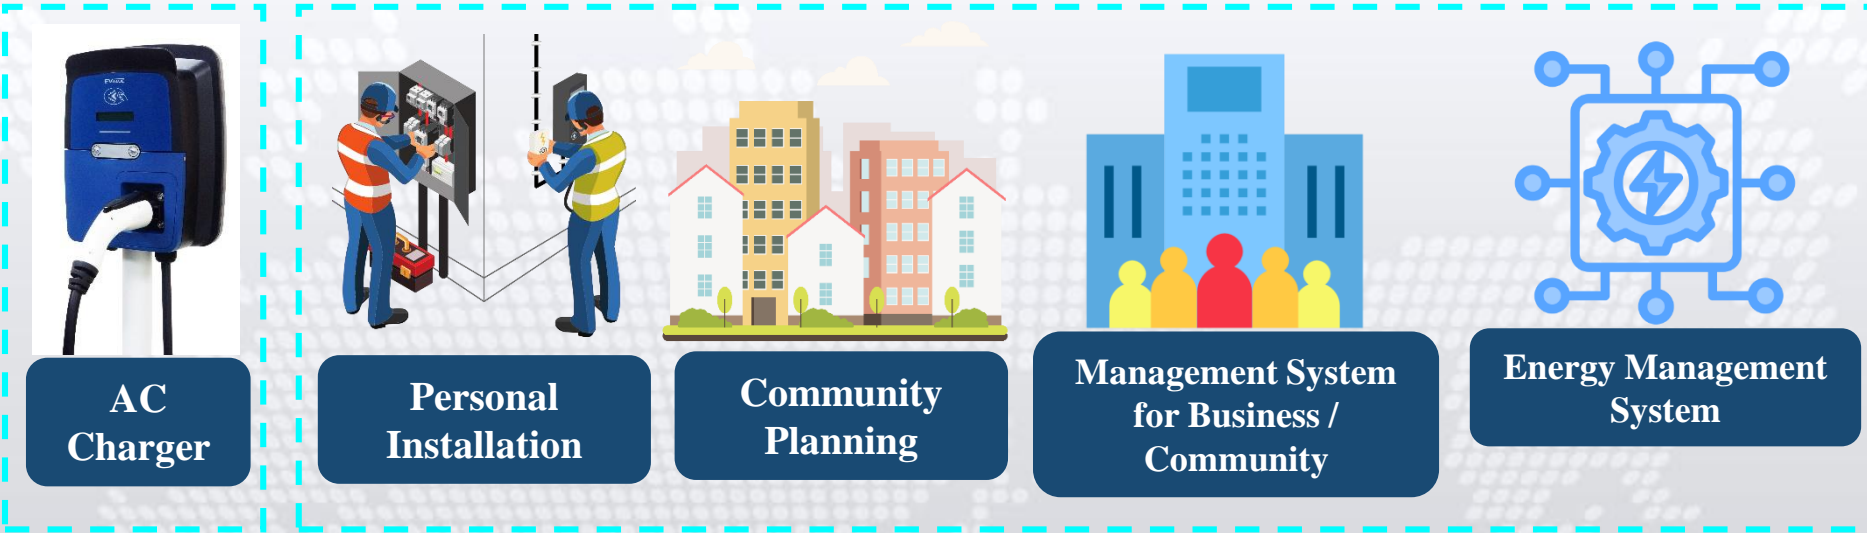 AC
Charger
Personal
Installation
Community
Planning
Management System
for Business /
Community
Energy Management
System